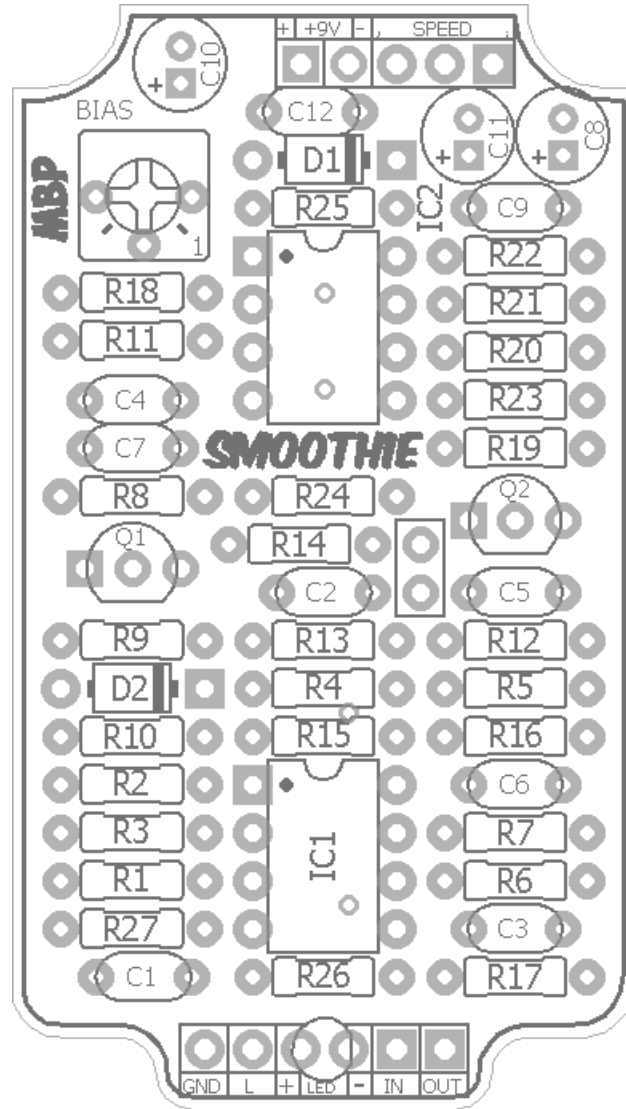 + +9V - , SPEED ;
C10
+
BIAS
C12
C11
+
C8
+
MBP
D1
R25
IC2
C9
1
R22
R18
R21
R11
R20
C4
R23
C7
SMOOTHIE
R19
R8
R24
Q2
Q1
R14
C2
C5
R9
R13
R12
D2
R4
R5
R10
R15
R16
R2
C6
R3
IC1
R7
R1
R6
R27
C3
C1
R26
R17
GND L + LED - IN OUT